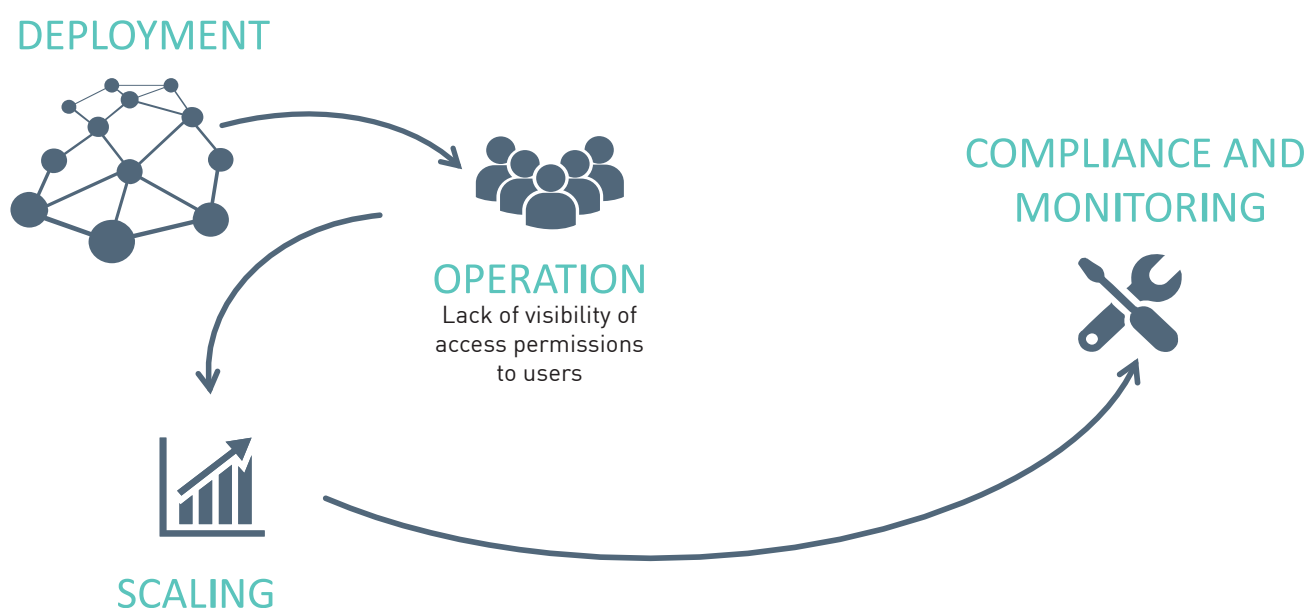 DEPLOYMENT
OPERATION
Lack of visibility of
access permissions
to users
SCALING
COMPLIANCE AND
MONITORING